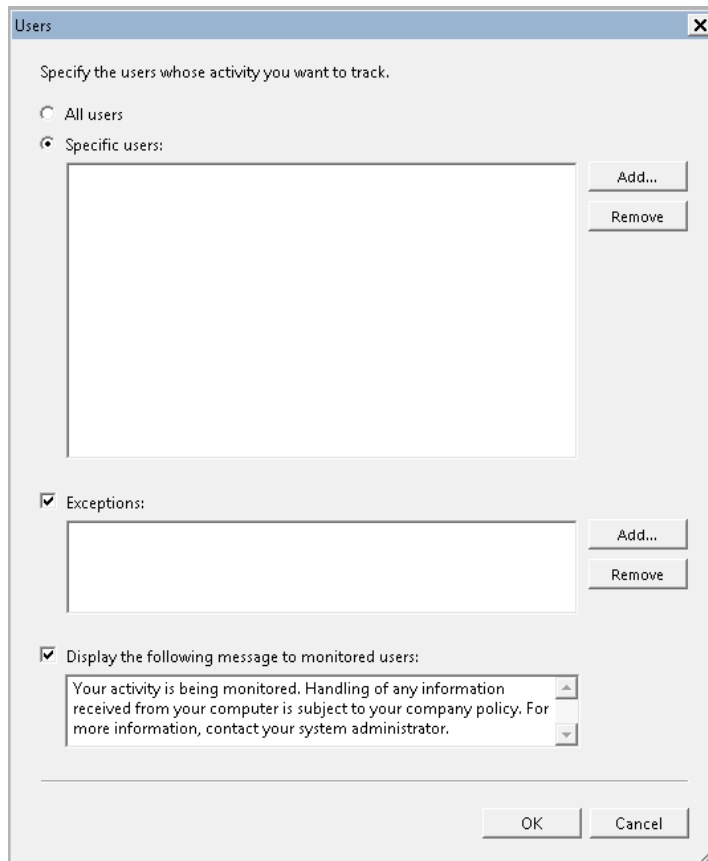 Users
Specify the users whose activity you want to track.
All users
Specific users:
Add...
Remove
Exceptions:
Add...
Remove
Display the following message to monitored users:
Your activity is being monitored. Handling of any information
received from your computer is subject to your company policy. For
more information, contact your system administrator.
OK
Cancel